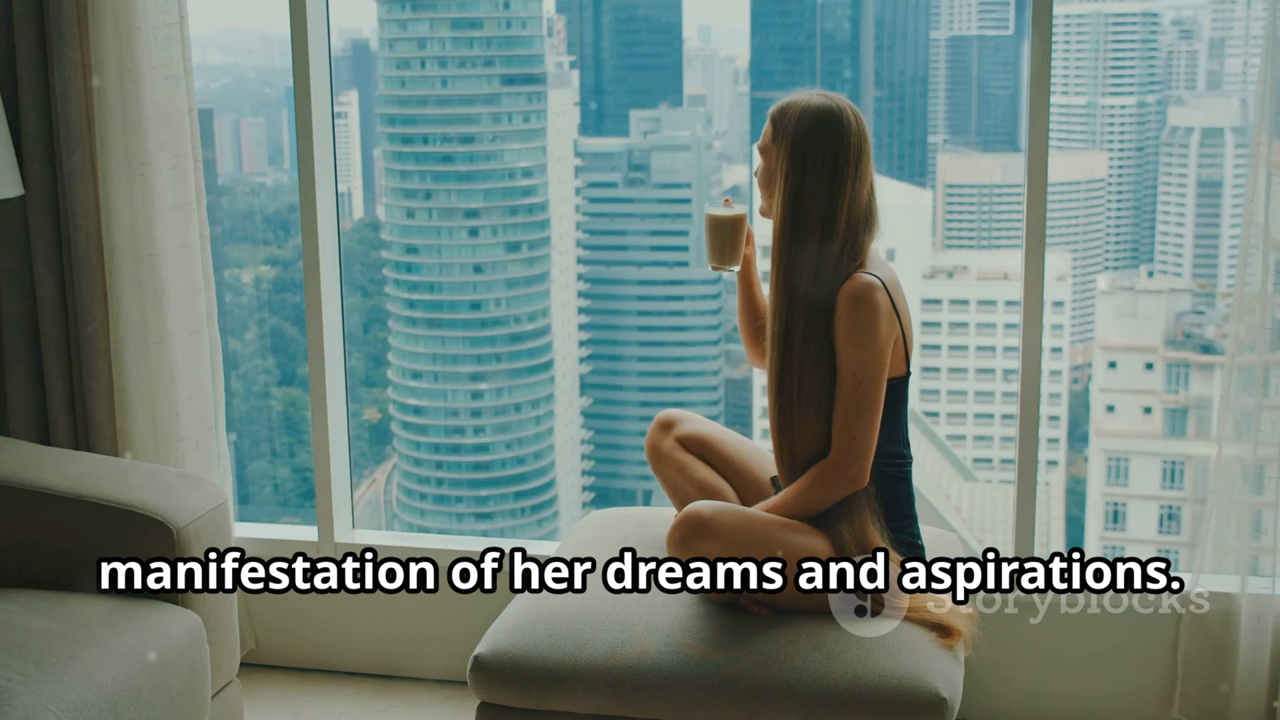 manifestation of her dreams and aspirations.
Storyblocks